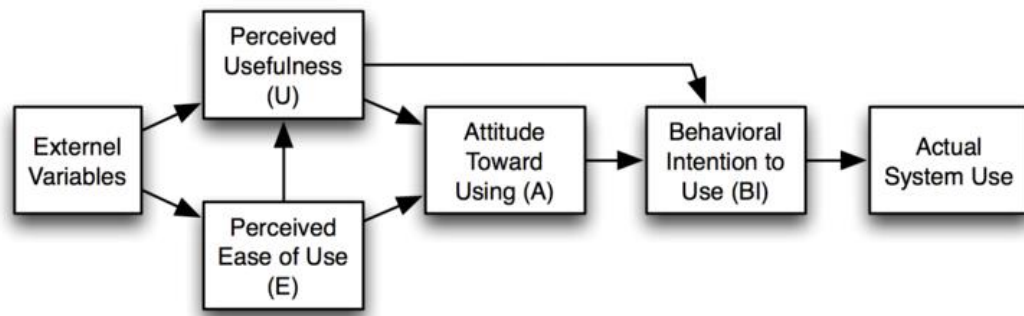 Externel
Variables
Perceived
Usefulness
(U)
Perceived
Ease of Use
(E)
Attitude
Toward
Using (A)
Behavioral
Intention to
Use (BI)
Actual
System Use